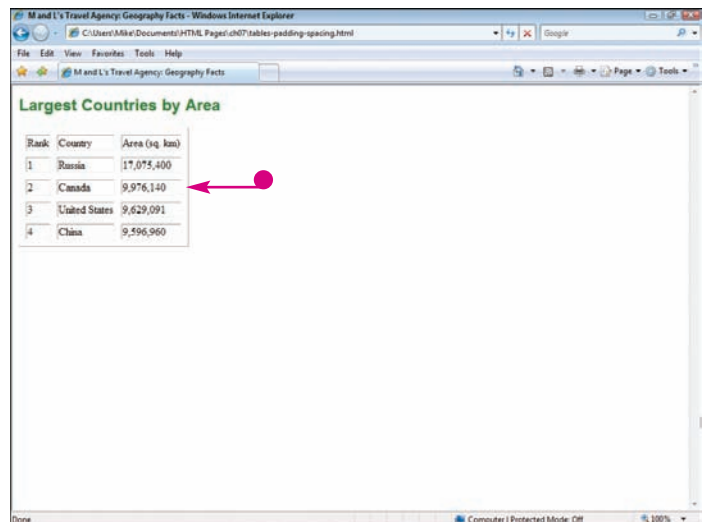 M and L's Travel Agency: Geography Facts - Windows Internet Explorer
C:\Users\Mike\Documents\HTML Pages\ch07\tables-padding-spacing.html Google
File Edit View Favorites Tools Help
M and L's Travel Agency: Geography Facts Page Tools
Largest Countries by Area
Rank Country Area (sq. km)
1 Russia 17,075,400
2 Canada 9,976,140
3 United States 9,629,091
4 China 9,596,960
Done Computer | Protected Mode: Off 100%